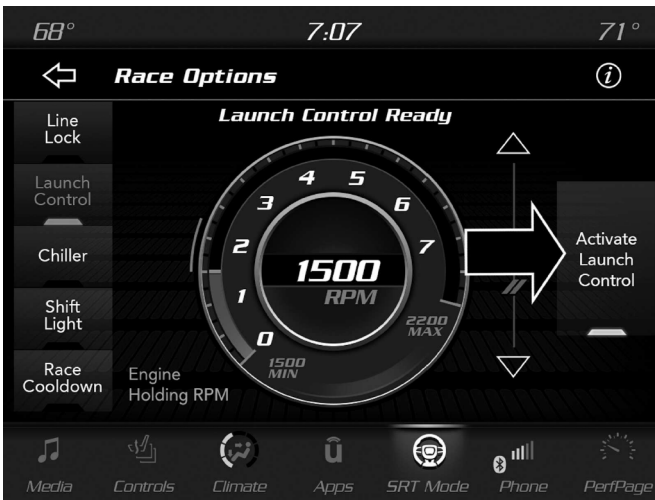 68°
7:07
71°
Race Options
i
Launch Control Ready
Line
Lock
Launch
Control
Chiller
Shift
Light
Race
Cooldown
0
1
2
3
4
5
6
7
1500
RPM
1500
MIN
2200
MAX
Engine
Holding RPM
Activate
Launch
Control
Media
Controls
Climate
û
Apps
SRT Mode
Phone
PerfPage